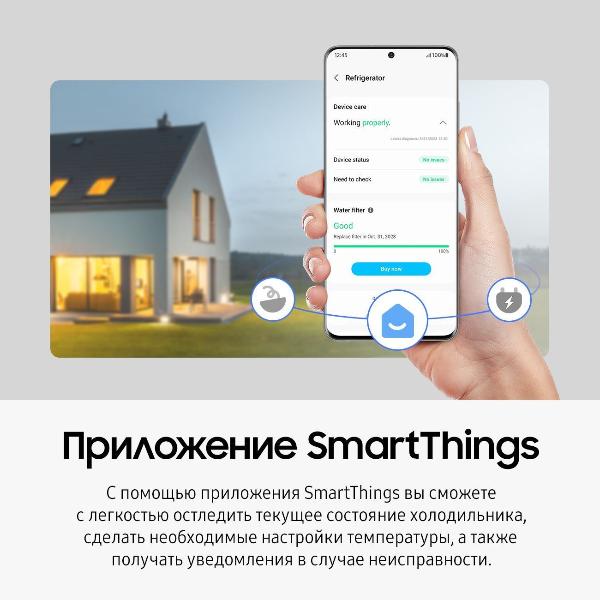 12:45
100%
Refrigerator
Device care
Working properly.
Device status
No issues
Need to check
No issues
Water filter
Good
Replace filter in Oct. 31, 2023
0
100%
Buy now
Приложение SmartThings
С помощью приложения SmartThings вы сможете
с легкостью остледить текущее состояние холодильника,
сделать необходимые настройки температуры, а также
получать уведомления в случае неисправности.